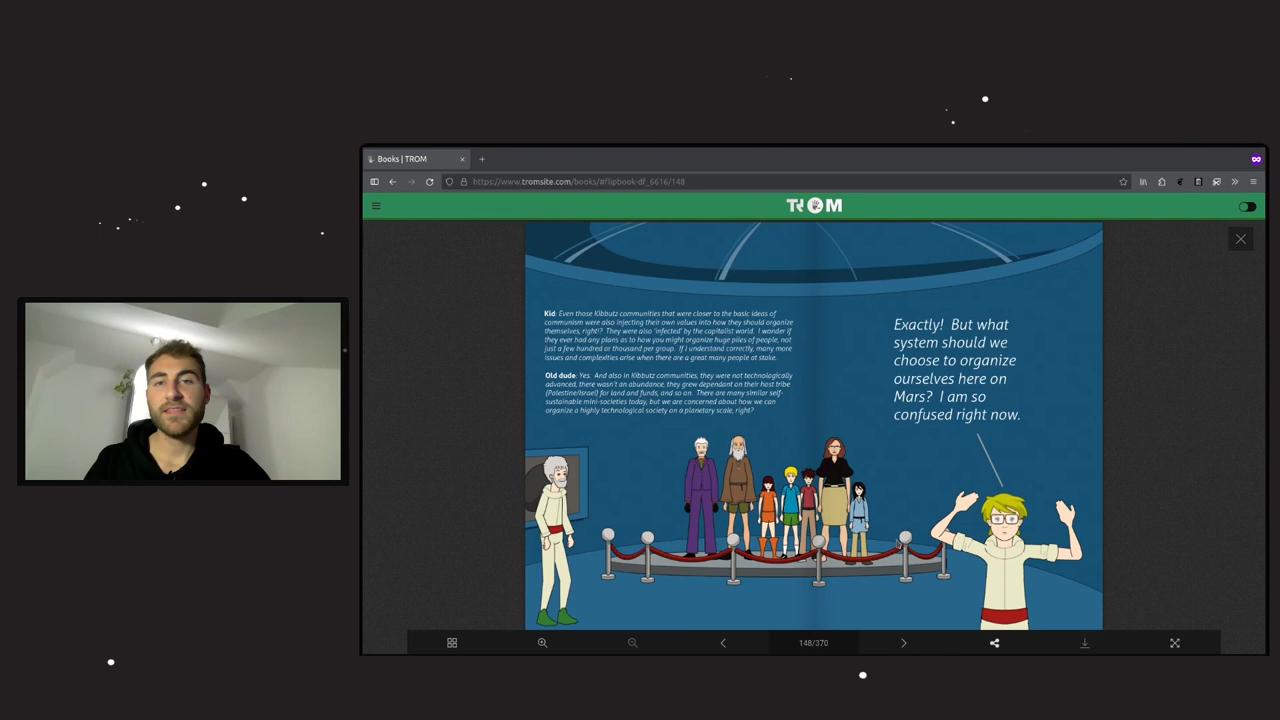 Books | TROM
https://www.tromsite.com/books/#flipbook-df_6616/148
TROM
Kid: Even those Kibbutz communities that were closer to the basic ideas of
communism were also injecting their own values into how they should organize
themselves, right!? They were also 'infected' by the capitalist world. I wonder if
they ever had any plans as to how you might organize huge piles of people, not
just a few hundred or thousand per group. If I understand correctly, many more
issues and complexities arise when there are a great many people at stake.
Old dude: Yes. And also in Kibbutz communities, they were not technologically
advanced, there wasn't an abundance, they grew dependant on their host tribe
(Palestine/Israel) for land and funds, and so on. There are many similar self-
sustainable mini-societies today, but we are concerned about how we can
organize a highly technological society on a planetary scale, right?
Exactly! But what
system should we
choose to organize
ourselves here on
Mars? I am so
confused right now.
148/370